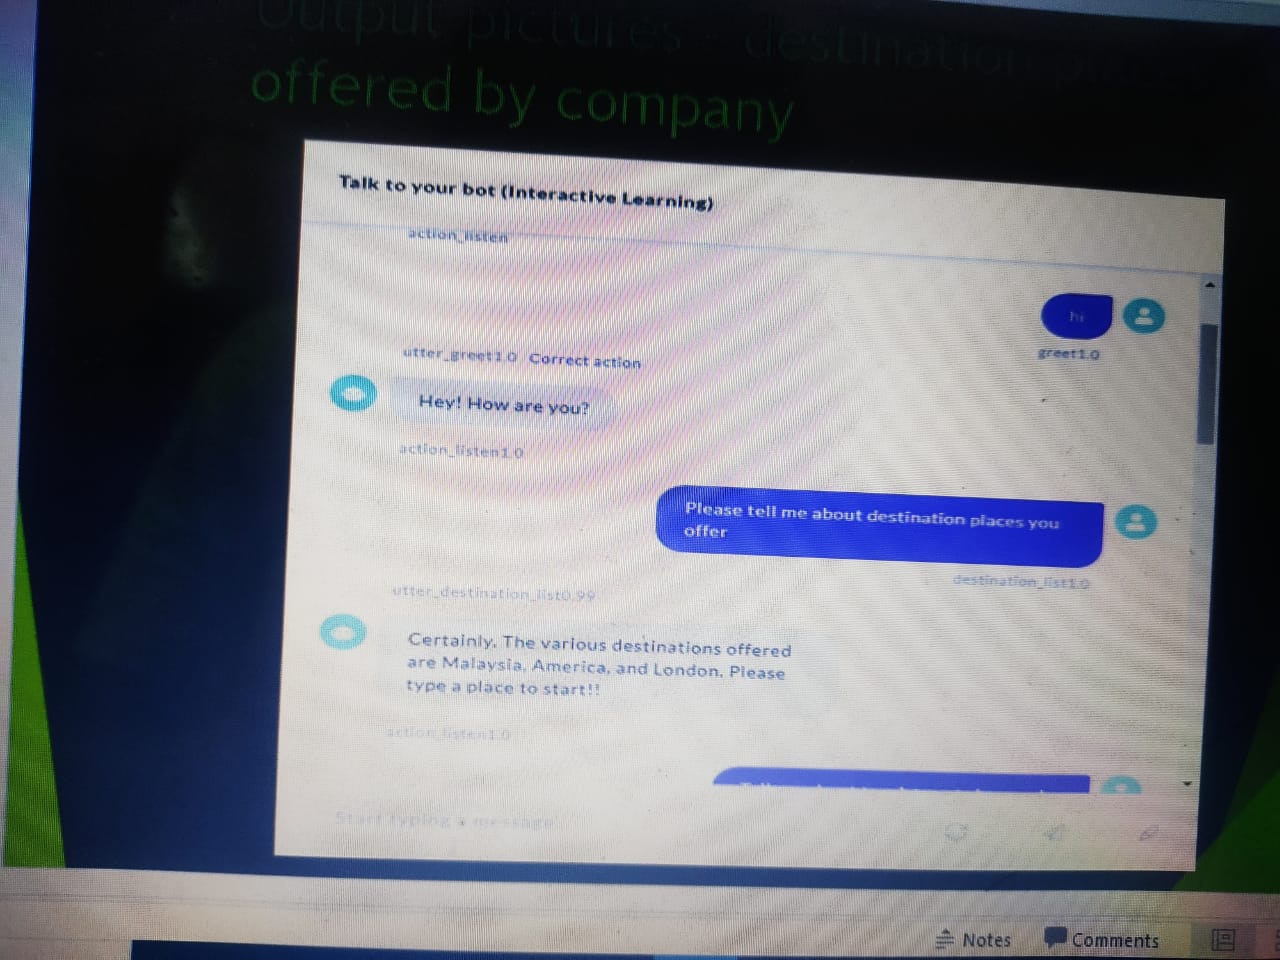 Output pictures - destination places
offered by company
Talk to your bot (Interactive Learning)
action_listen
hi
greet1.0
utter_greet1.0 Correct action
Hey! How are you?
action_listen1.0
Please tell me about destination places you
offer
destination_list1.0
utter_destination_list0.99
Certainly. The various destinations offered
are Malaysia, America, and London. Please
type a place to start!!
action_listen1.0
Start typing a message
Notes
Comments